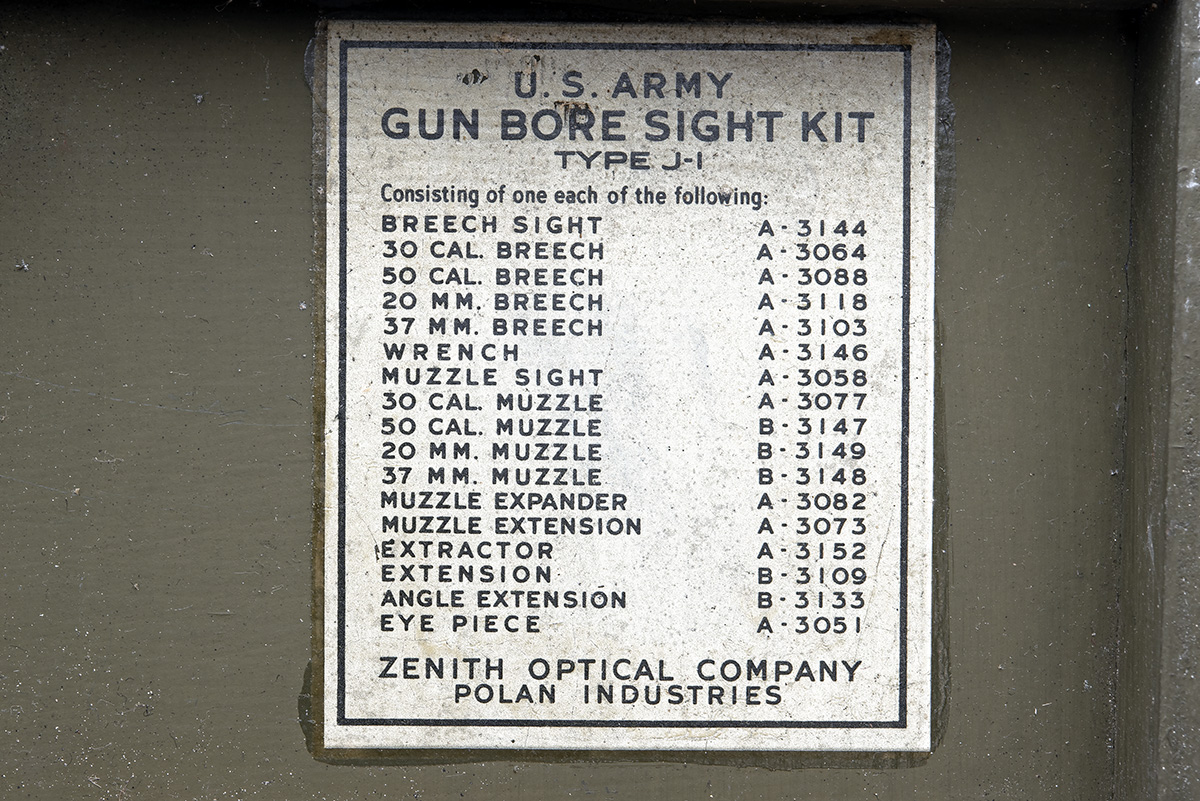 U.S. ARMY
GUN BORE SIGHT KIT
TYPE J-1
Consisting of one each of the following:
BREECH SIGHT A-3144
30 CAL. BREECH A-3064
50 CAL. BREECH A-3088
20 MM. BREECH A-3118
37 MM. BREECH A-3103
WRENCH A-3146
MUZZLE SIGHT A-3058
30 CAL. MUZZLE A-3077
50 CAL. MUZZLE B-3147
20 MM. MUZZLE B-3149
37 MM. MUZZLE B-3148
MUZZLE EXPANDER A-3082
MUZZLE EXTENSION A-3073
EXTRACTOR A-3152
EXTENSION B-3109
ANGLE EXTENSION B-3133
EYE PIECE A-3051
ZENITH OPTICAL COMPANY
POLAN INDUSTRIES